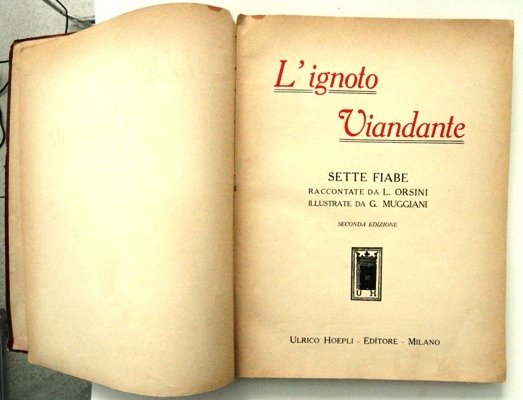 L' ignoto
Viandante
SETTE FIABE
RACCONTATE DA L. ORSINI
ILLUSTRATE DA G. MUGGIANI
SECONDA EDIZIONE
U H
ULRICO HOEPLI - EDITORE - MILANO